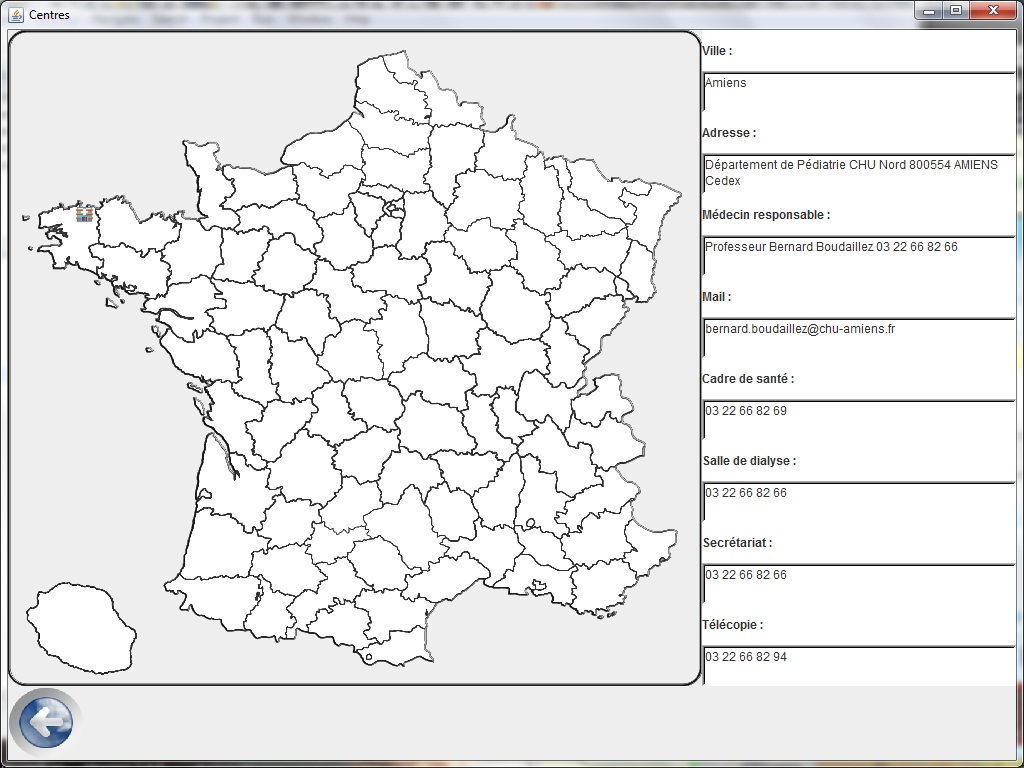 Centres
Ville :
Amiens
Adresse :
Département de Pédiatrie CHU Nord 800554 AMIENS
Cedex
Médecin responsable :
Professeur Bernard Boudaillez 03 22 66 82 66
Mail :
bernard.boudaillez@chu-amiens.fr
Cadre de santé :
03 22 66 82 69
Salle de dialyse :
03 22 66 82 66
Secrétariat :
03 22 66 82 66
Télécopie :
03 22 66 82 94